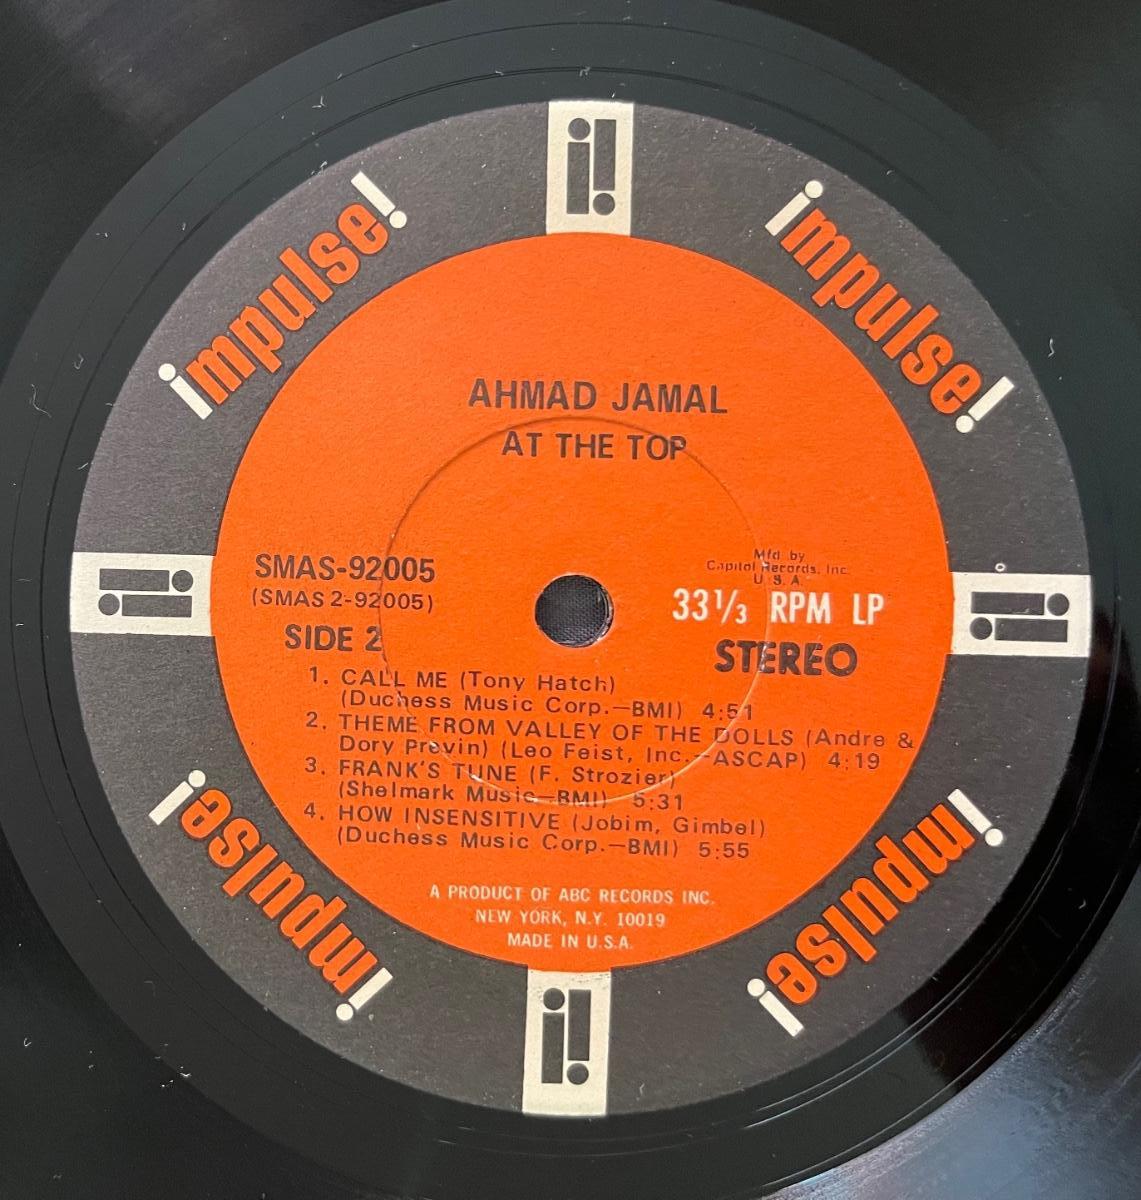 impulse!
impulse!
AHMAD JAMAL
AT THE TOP
SMAS-92005
(SMAS 2-92005)
SIDE 2
Mfd by
Capitol Records, Inc.
U.S.A.
33⅓ RPM LP
STEREO
1. CALL ME (Tony Hatch)
(Duchess Music Corp.—BMI) 4:51
2. THEME FROM VALLEY OF THE DOLLS (Andre &
Dory Previn) (Leo Feist, Inc.—ASCAP) 4:19
3. FRANK'S TUNE (F. Strozier)
(Shelmark Music—BMI) 5:31
4. HOW INSENSITIVE (Jobim, Gimbel)
(Duchess Music Corp.—BMI) 5:55
A PRODUCT OF ABC RECORDS INC.
NEW YORK, N.Y. 10019
MADE IN U.S.A.
impulse!
impulse!